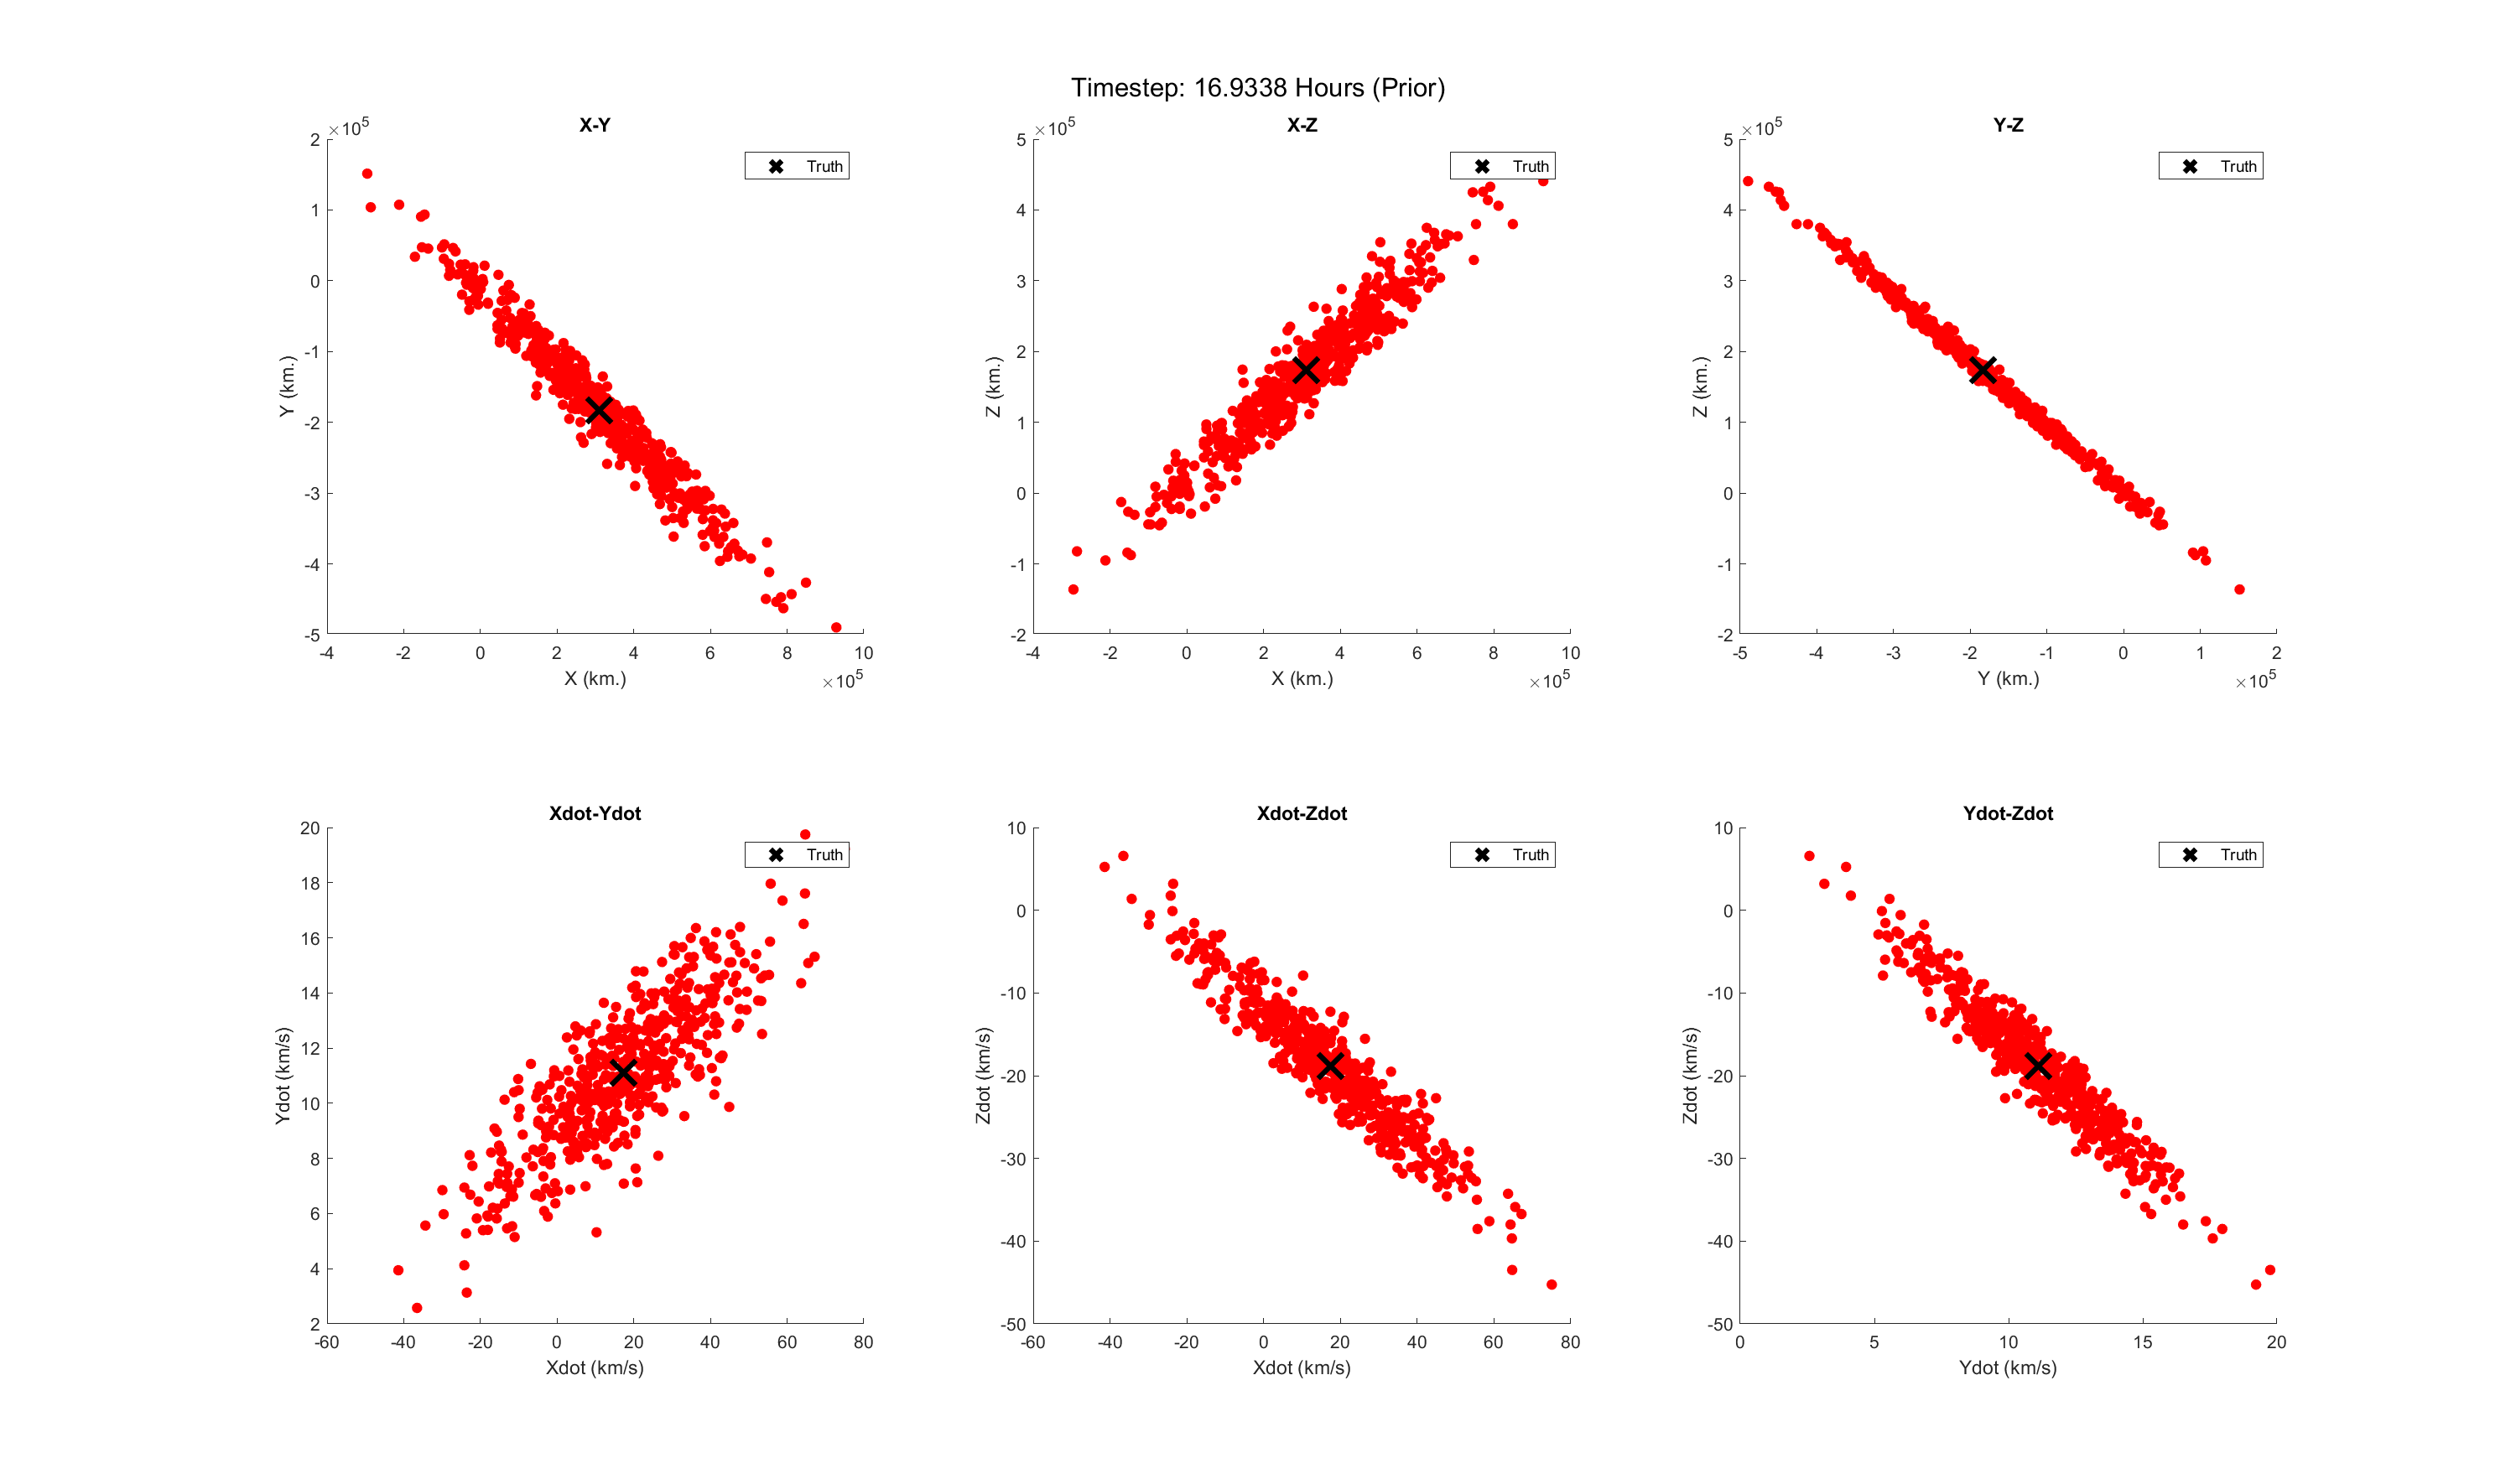 Timestep: 16.9338 Hours (Prior)
X-Y
×10^5
Truth
2
1
0
-1
-2
-3
-4
-5
Y (km.)
-4 -2 0 2 4 6 8 10
X (km.)
×10^5
X-Z
×10^5
Truth
5
4
3
2
1
0
-1
-2
Z (km.)
-4 -2 0 2 4 6 8 10
X (km.)
×10^5
Y-Z
×10^5
Truth
5
4
3
2
1
0
-1
-2
Z (km.)
-5 -4 -3 -2 -1 0 1 2
Y (km.)
×10^5
Xdot-Ydot
Truth
20
18
16
14
12
10
8
6
4
2
Ydot (km/s)
-60 -40 -20 0 20 40 60 80
Xdot (km/s)
Xdot-Zdot
Truth
10
0
-10
-20
-30
-40
-50
Zdot (km/s)
-60 -40 -20 0 20 40 60 80
Xdot (km/s)
Ydot-Zdot
Truth
10
0
-10
-20
-30
-40
-50
Zdot (km/s)
0 5 10 15 20
Ydot (km/s)